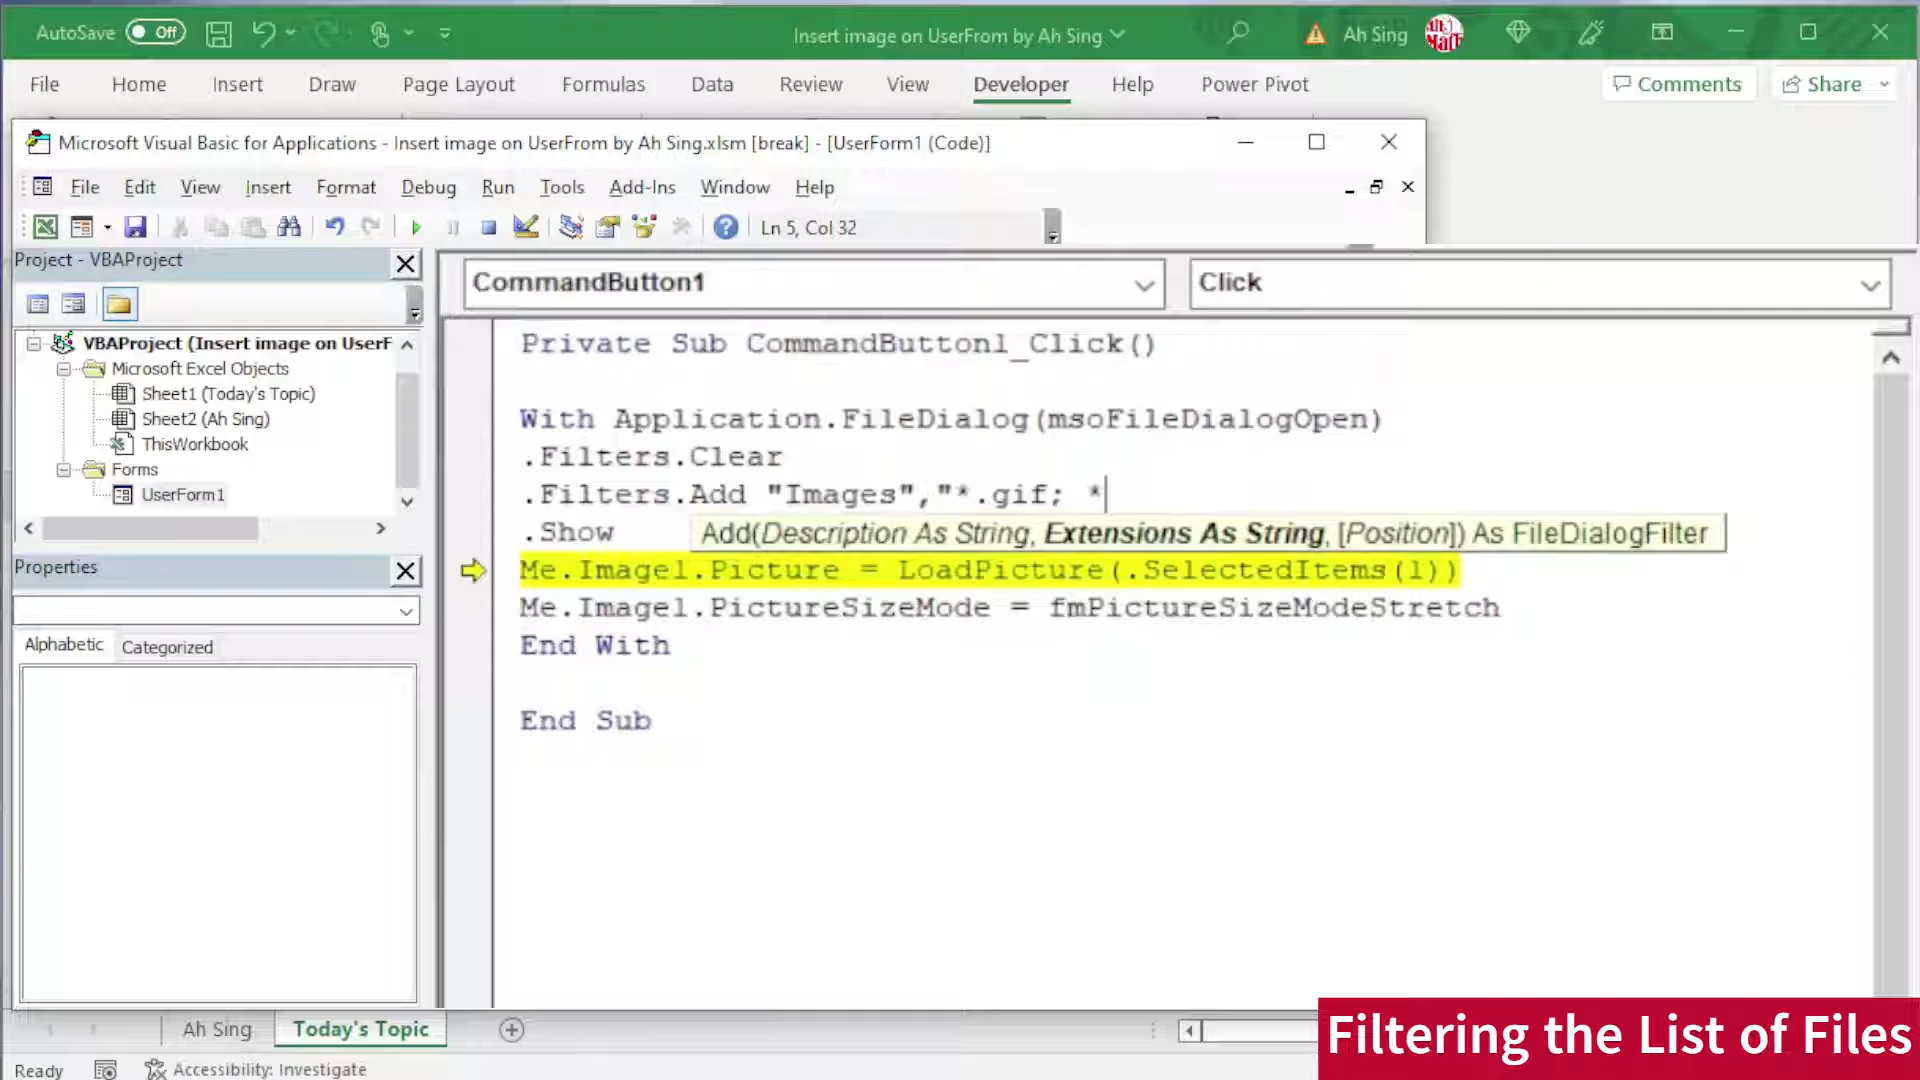 AutoSave Off
Insert image on UserFrom by Ah Sing
Ah Sing
File Home Insert Draw Page Layout Formulas Data Review View Developer Help Power Pivot Comments Share
Microsoft Visual Basic for Applications - Insert image on UserFrom by Ah Sing.xlsm [break] - [UserForm1 (Code)]
File Edit View Insert Format Debug Run Tools Add-Ins Window Help
Ln 5, Col 32
Project - VBAProject
VBAProject (Insert image on UserF
Microsoft Excel Objects
Sheet1 (Today's Topic)
Sheet2 (Ah Sing)
ThisWorkbook
Forms
UserForm1
Properties
Alphabetic Categorized
CommandButton1 Click
Private Sub CommandButton1_Click()
With Application.FileDialog(msoFileDialogOpen)
.Filters.Clear
.Filters.Add "Images","*.gif; *
.Show
Add(Description As String, Extensions As String, [Position]) As FileDialogFilter
Me.Image1.Picture = LoadPicture(.SelectedItems(1))
Me.Image1.PictureSizeMode = fmPictureSizeModeStretch
End With
End Sub
Ah Sing Today's Topic
Ready Accessibility: Investigate
Filtering the List of Files